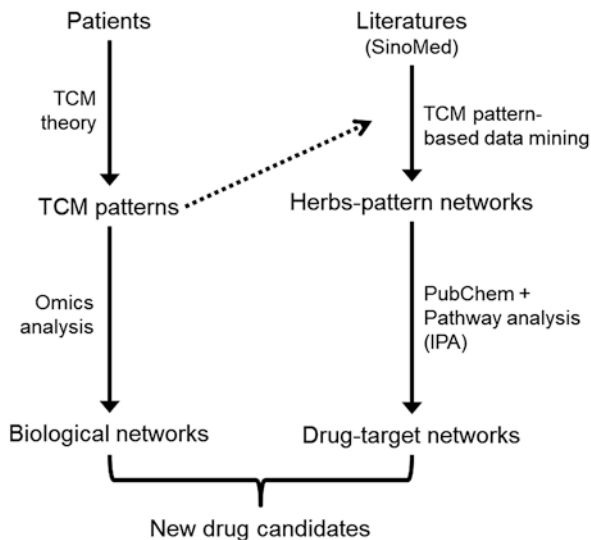 Patients
Literatures
(SinoMed)
TCM
theory
TCM pattern-
based data mining
TCM patterns
Herbs-pattern networks
Omics
analysis
PubChem +
Pathway analysis
(IPA)
Biological networks
Drug-target networks
New drug candidates